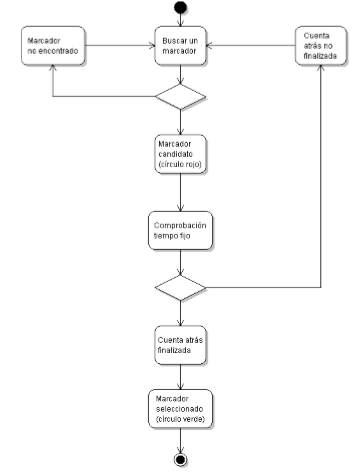 Marcador
no encontrado
Buscar un
marcador
Cuenta
atrás no
finalizada
Marcador
candidato
(círculo rojo)
Comprobación
tiempo fijo
Cuenta atrás
finalizada
Marcador
seleccionado
(círculo verde)